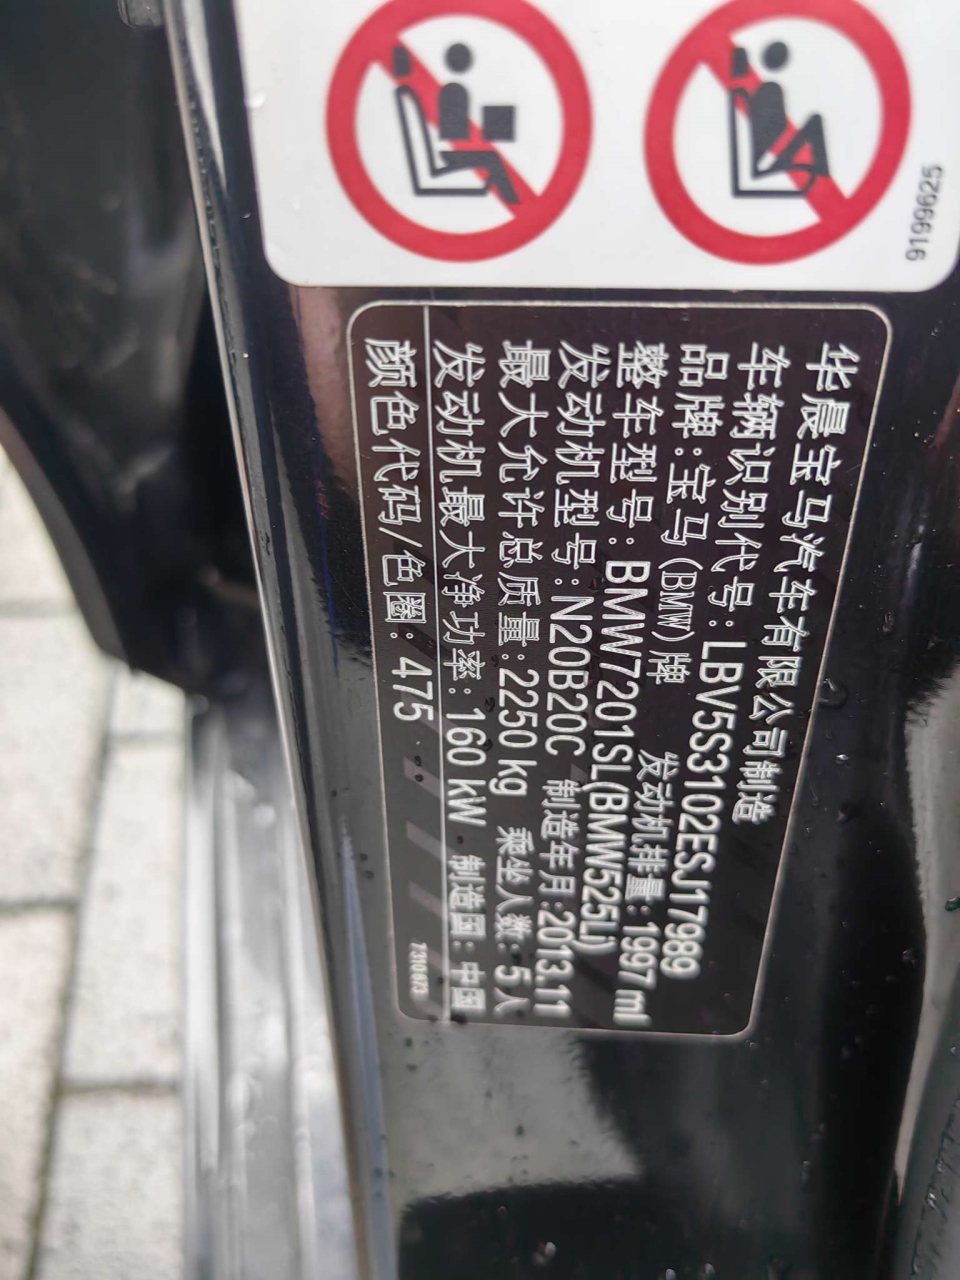 9199625
华晨宝马汽车有限公司制造
车辆识别代号：LBV5S3102ESJ17989
品牌：宝马(BMW)牌 发动机排量：1997 ml
整车型号：BMW7201SL(BMW525Li)
发动机型号：N20B20C 制造年月：2013.11
最大允许总质量：2250 kg 乘坐人数：5人
发动机最大净功率：160 kW 制造国：中国
颜色代码/色圈：475 7310673